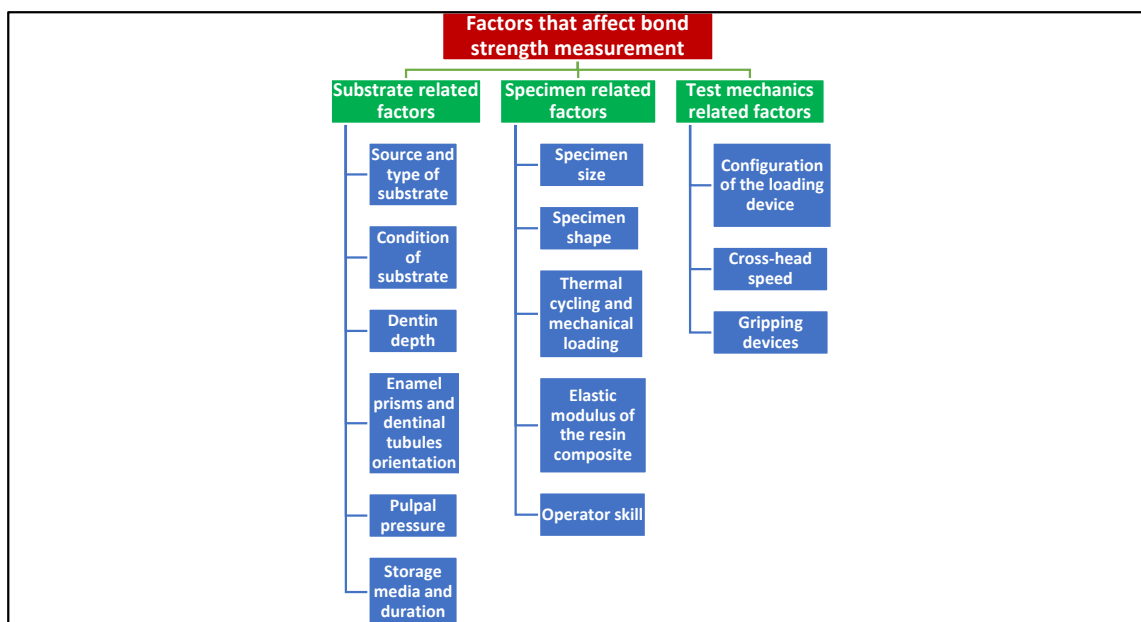 Factors that affect bond
strength measurement
Substrate related
factors
Source and
type of
substrate
Condition
of
substrate
Dentin
depth
Enamel
prisms and
dentinal
tubules
orientation
Pulpal
pressure
Storage
media and
duration
Specimen related
factors
Specimen
size
Specimen
shape
Thermal
cycling and
mechanical
loading
Elastic
modulus of
the resin
composite
Operator skill
Test mechanics
related factors
Configuration
of the loading
device
Cross-head
speed
Gripping
devices